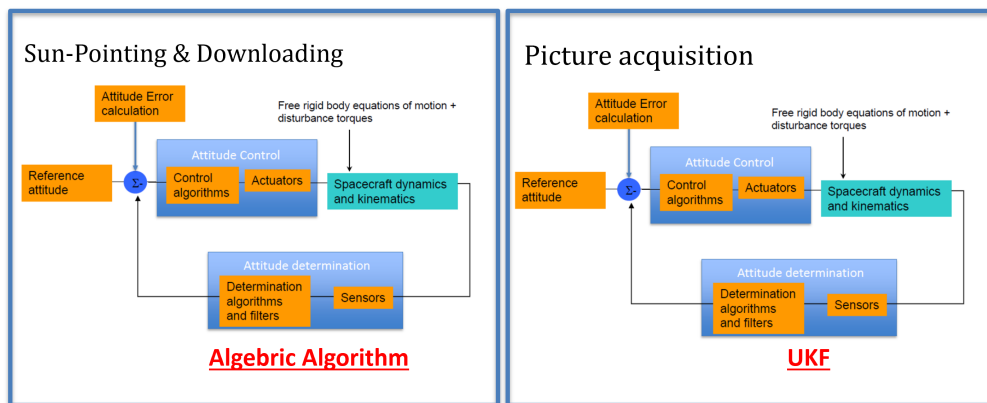 Sun-Pointing & Downloading
Attitude Error
calculation
Free rigid body equations of motion +
disturbance torques
Attitude Control
Reference
attitude
Σ-
Control
algorithms
Actuators
Spacecraft dynamics
and kinematics
Attitude determination
Determination
algorithms
and filters
Sensors
Algebric Algorithm
Picture acquisition
Attitude Error
calculation
Free rigid body equations of motion +
disturbance torques
Attitude Control
Reference
attitude
Σ-
Control
algorithms
Actuators
Spacecraft dynamics
and kinematics
Attitude determination
Determination
algorithms
and filters
Sensors
UKF